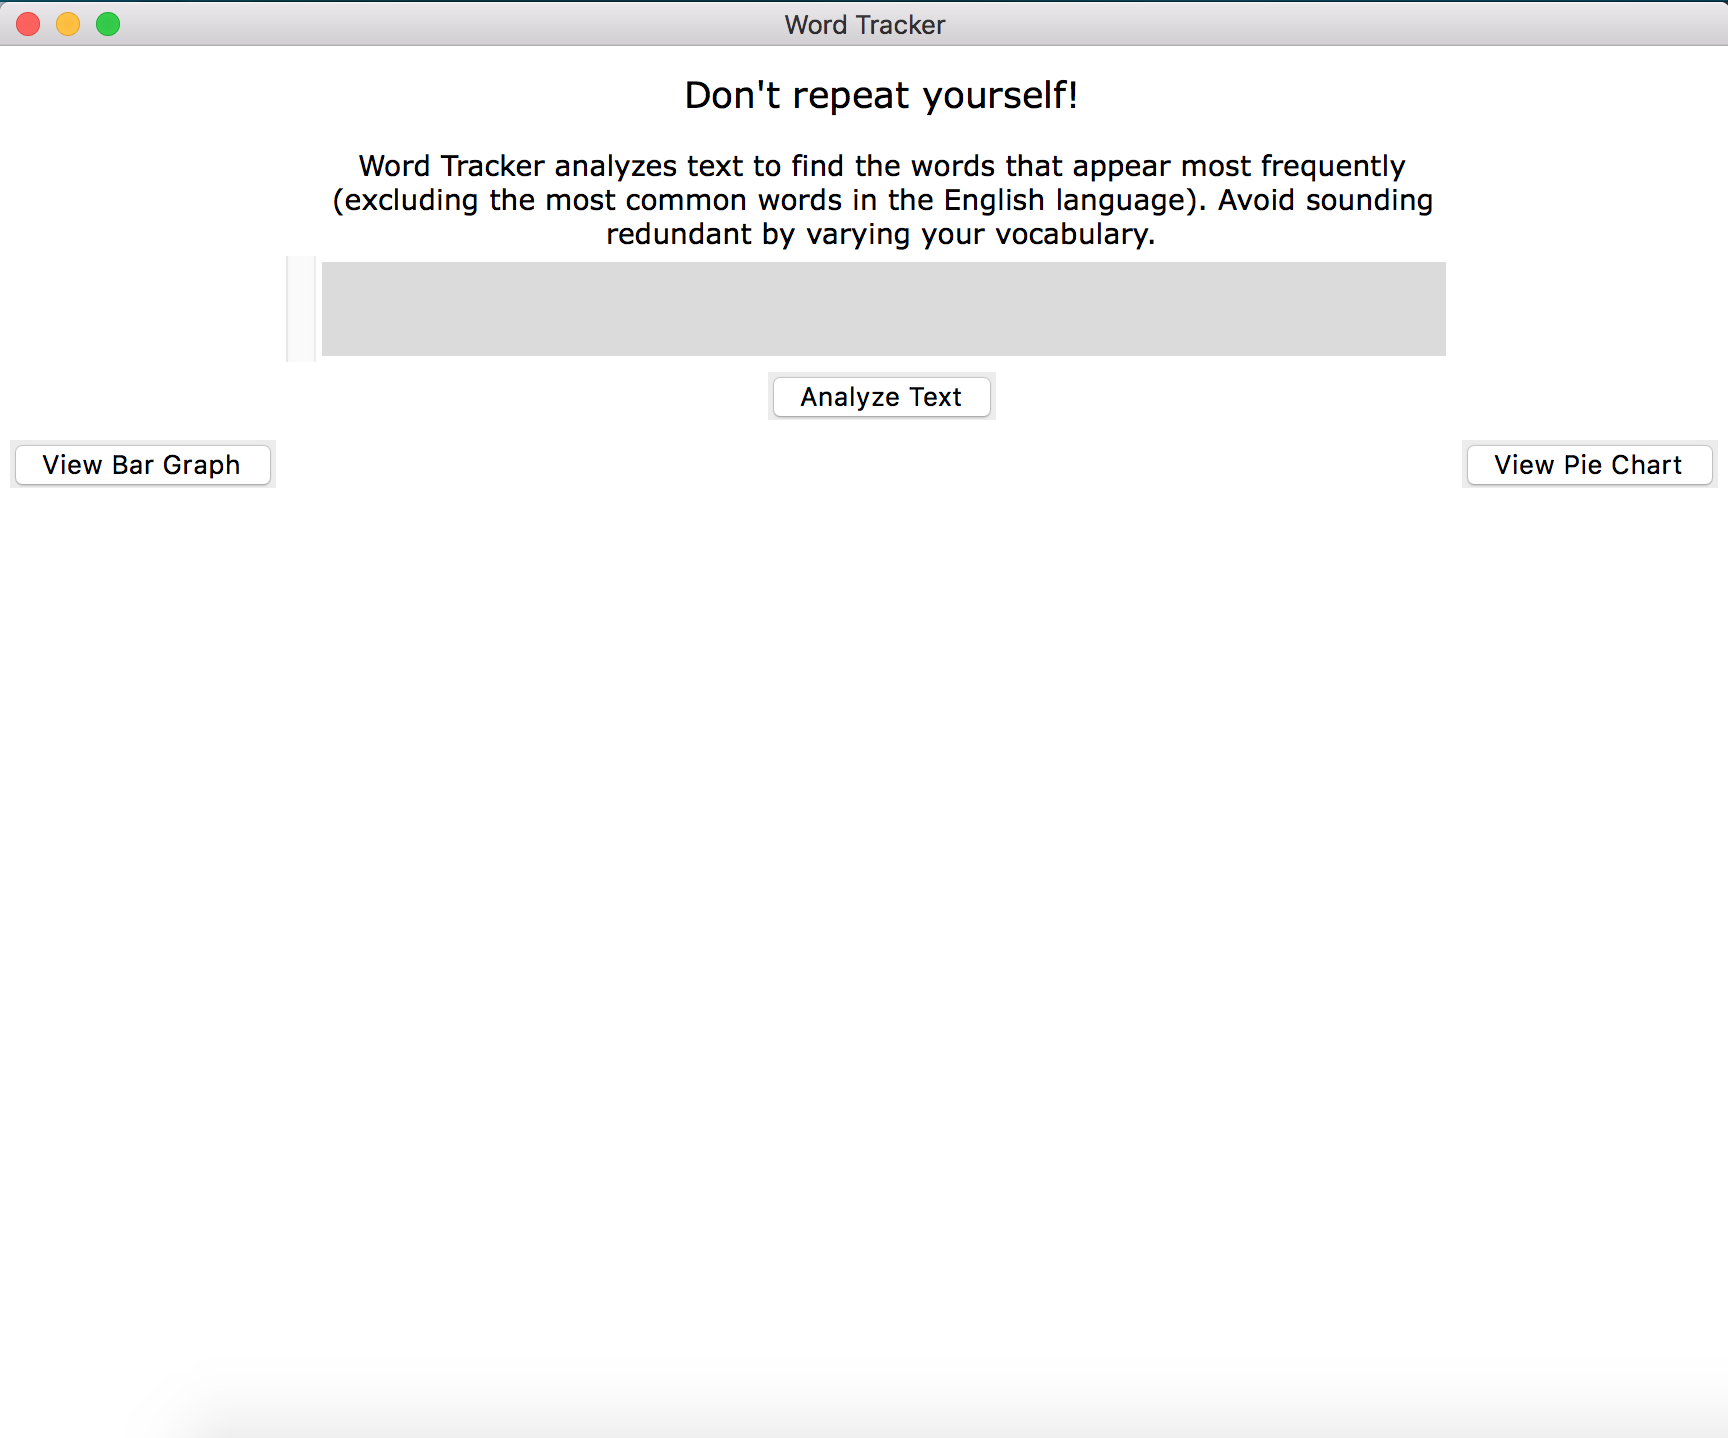 Word Tracker
Don't repeat yourself!
Word Tracker analyzes text to find the words that appear most frequently
(excluding the most common words in the English language). Avoid sounding
redundant by varying your vocabulary.
Analyze Text
View Bar Graph
View Pie Chart